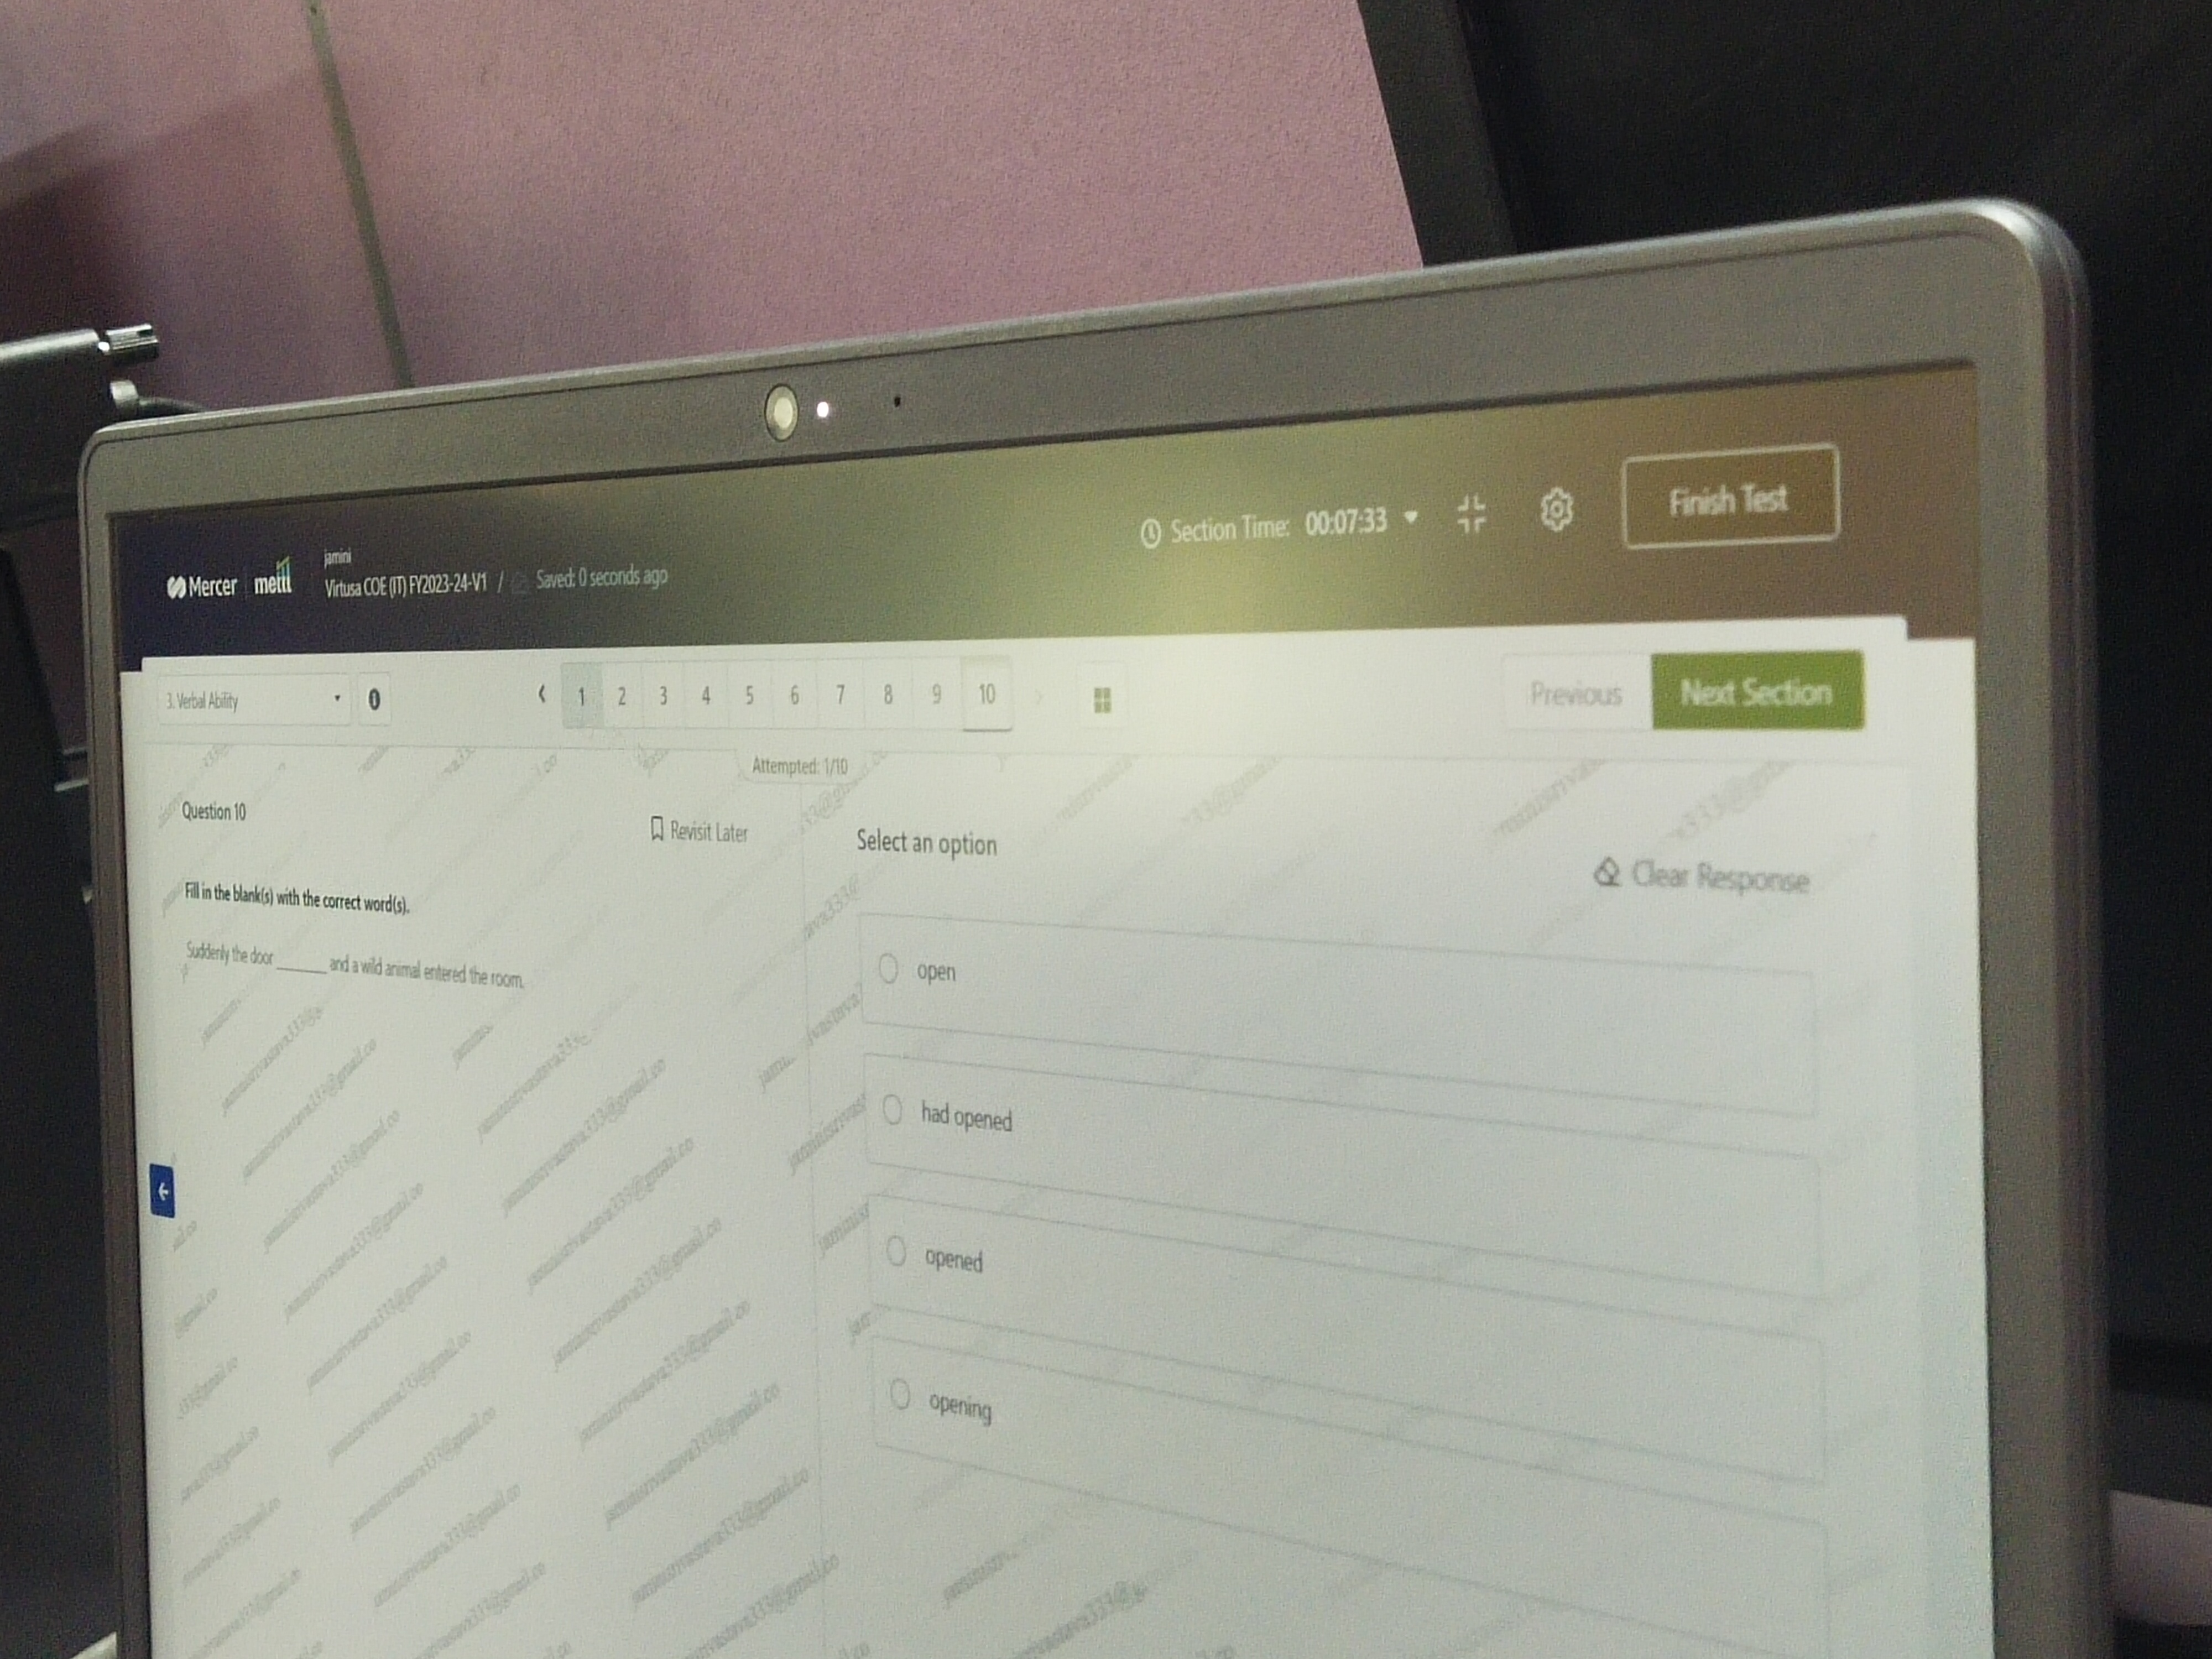 Mercer mettl
jamini
Virtusa COE (IT) FY2023-24-V1 / Saved: 0 seconds ago
Section Time: 00:07:33
Finish Test
3. Verbal Ability
1 2 3 4 5 6 7 8 9 10
Previous
Next Section
Attempted: 1/10
Question 10
Revisit Later
Fill in the blank(s) with the correct word(s).
Suddenly the door ______ and a wild animal entered the room.
Select an option
Clear Response
open
had opened
opened
opening